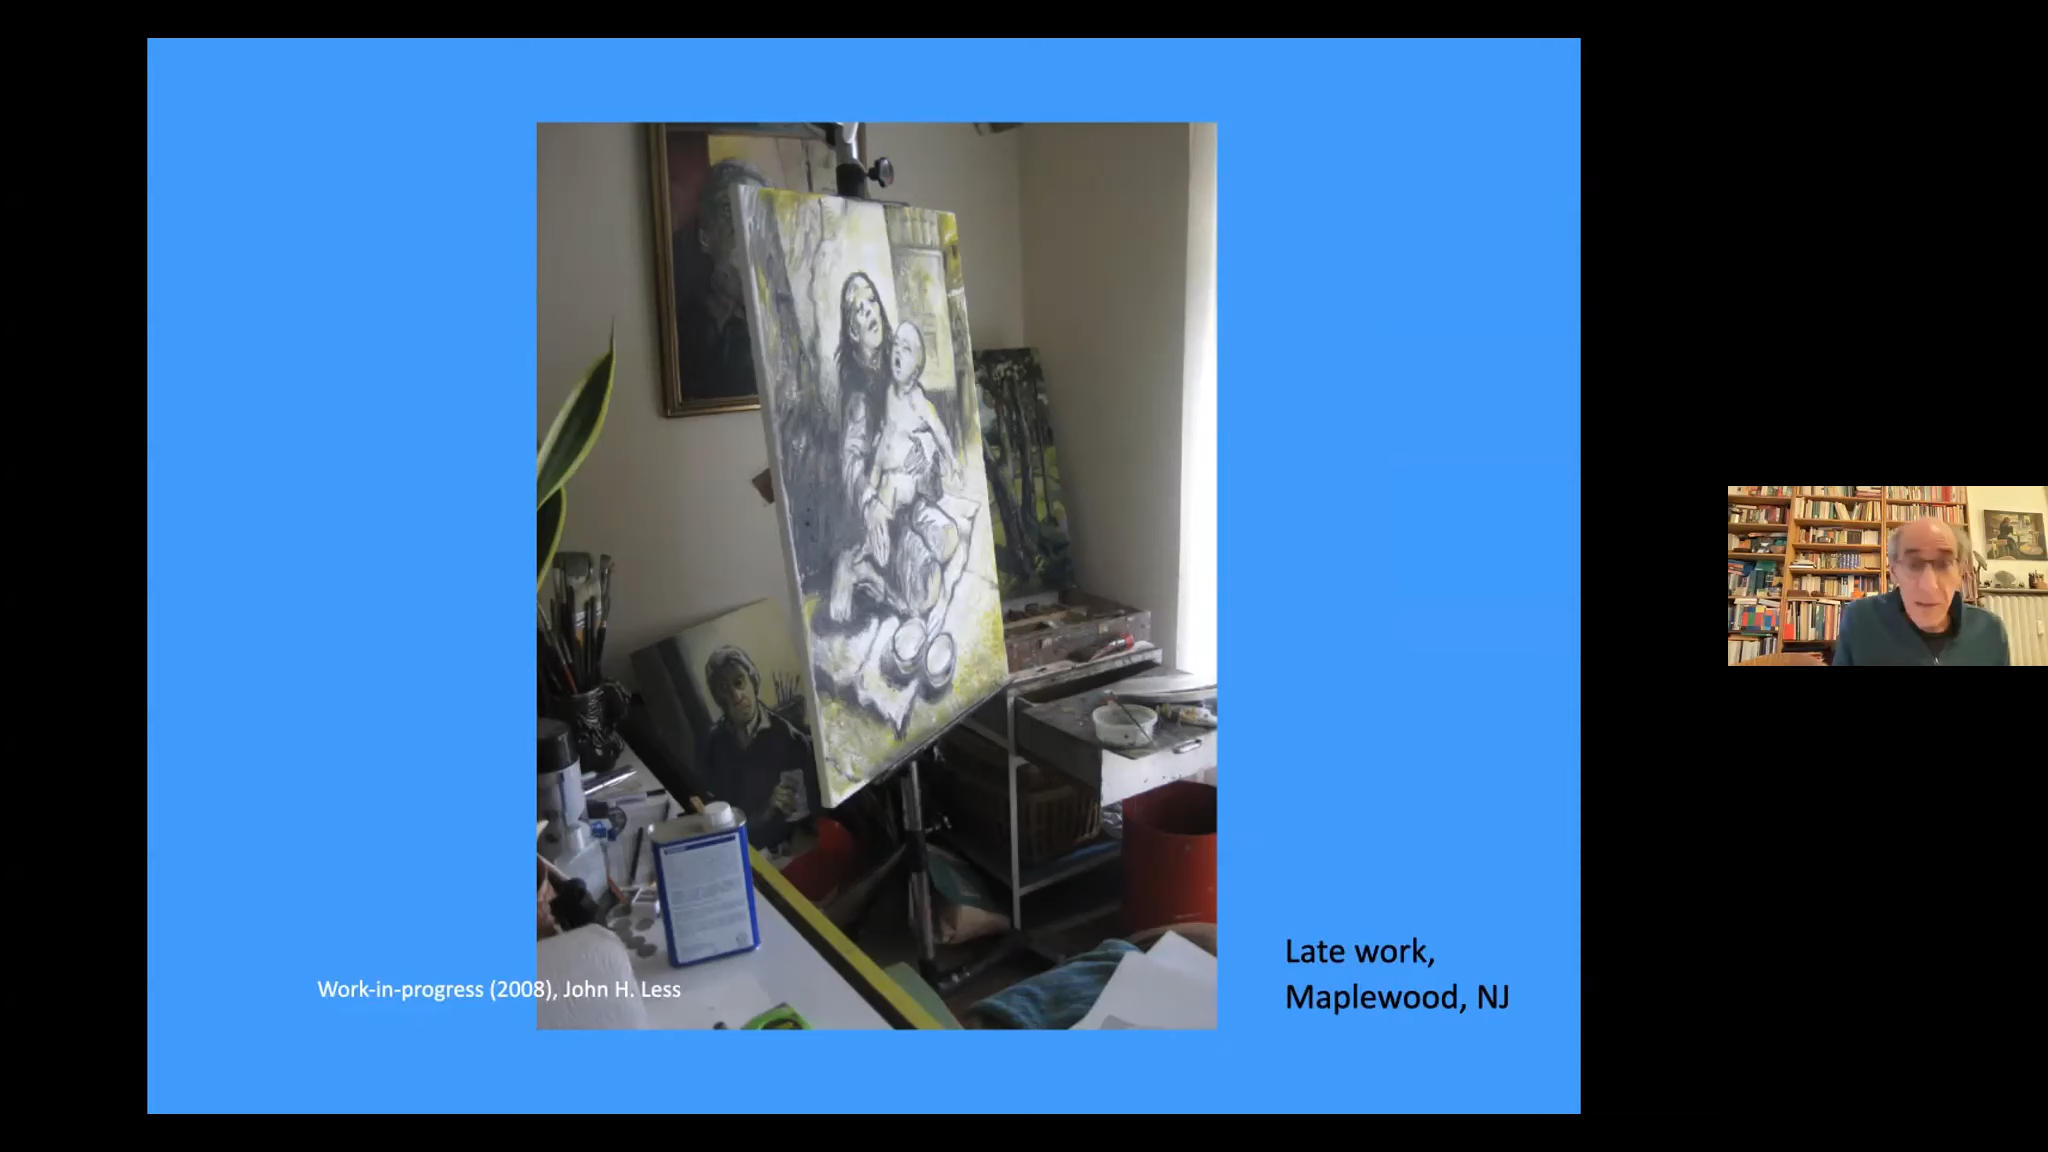 Work-in-progress (2008), John H. Less
Late work,
Maplewood, NJ